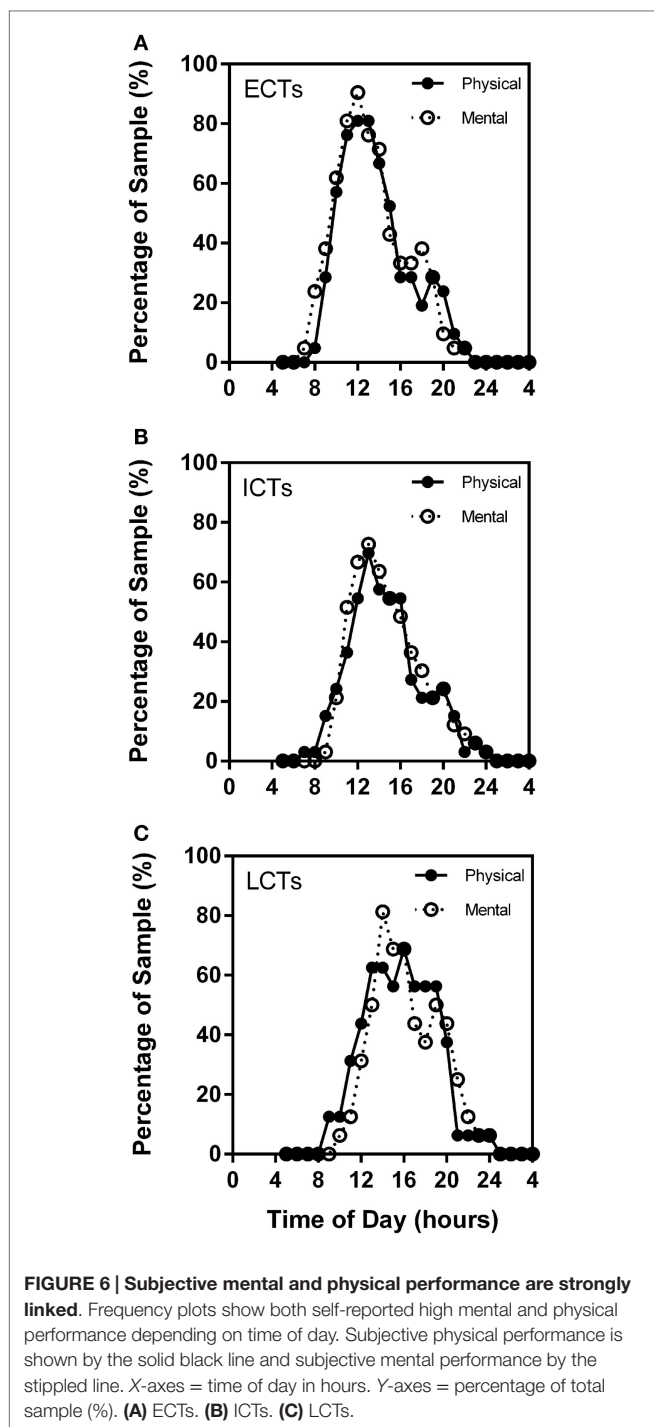 A
Percentage of Sample (%)
100
80
60
40
20
0
ECTs
Physical
Mental
0 4 8 12 16 20 24 4
B
Percentage of Sample (%)
100
80
60
40
20
0
ICTs
Physical
Mental
0 4 8 12 16 20 24 4
C
Percentage of Sample (%)
100
80
60
40
20
0
LCTs
Physical
Mental
0 4 8 12 16 20 24 4
Time of Day (hours)
FIGURE 6 | Subjective mental and physical performance are strongly
linked. Frequency plots show both self-reported high mental and physical
performance depending on time of day. Subjective physical performance is
shown by the solid black line and subjective mental performance by the
stippled line. X-axes = time of day in hours. Y-axes = percentage of total
sample (%). (A) ECTs. (B) ICTs. (C) LCTs.